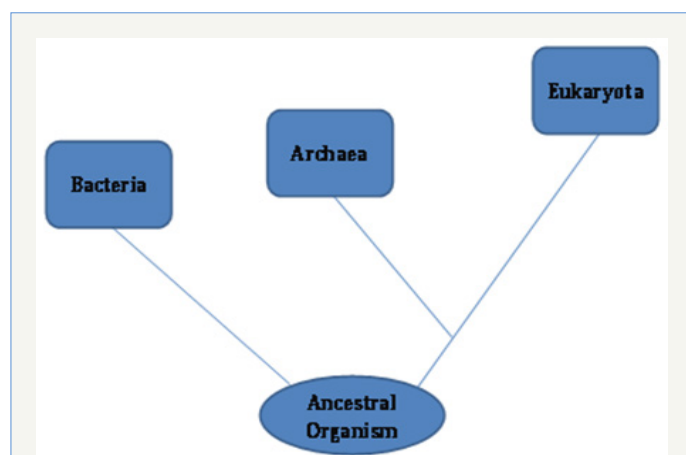 Eukaryota
Archaea
Bacteria
Ancestral
Organism